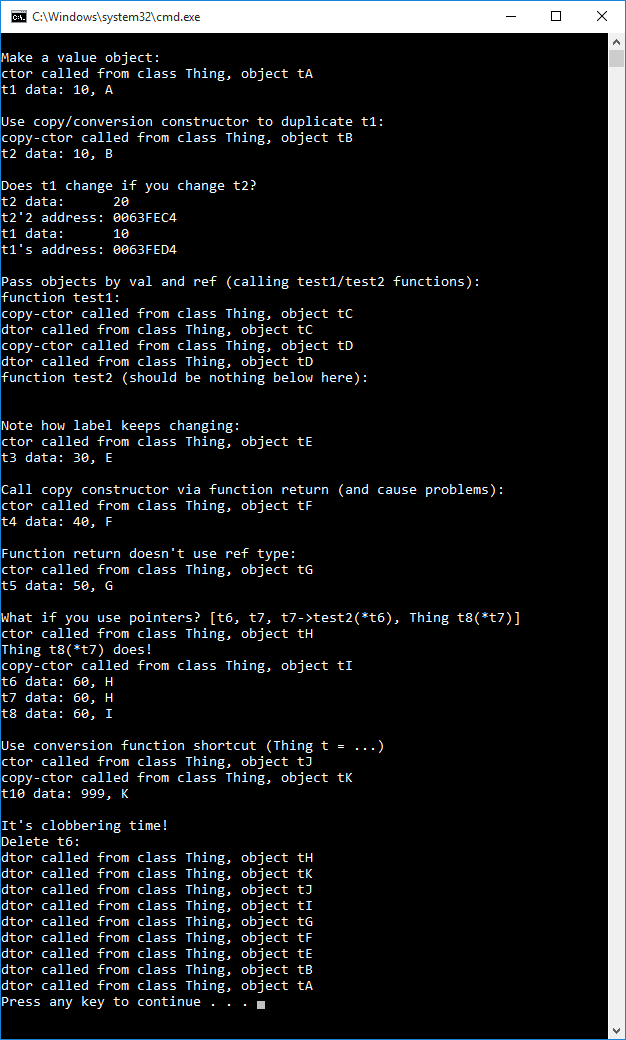 C:\Windows\system32\cmd.exe
Make a value object:
ctor called from class Thing, object tA
t1 data: 10, A
Use copy/conversion constructor to duplicate t1:
copy-ctor called from class Thing, object tB
t2 data: 10, B
Does t1 change if you change t2?
t2 data:      20
t2'2 address: 0063FEC4
t1 data:      10
t1's address: 0063FED4
Pass objects by val and ref (calling test1/test2 functions):
function test1:
copy-ctor called from class Thing, object tC
dtor called from class Thing, object tC
copy-ctor called from class Thing, object tD
dtor called from class Thing, object tD
function test2 (should be nothing below here):
Note how label keeps changing:
ctor called from class Thing, object tE
t3 data: 30, E
Call copy constructor via function return (and cause problems):
ctor called from class Thing, object tF
t4 data: 40, F
Function return doesn't use ref type:
ctor called from class Thing, object tG
t5 data: 50, G
What if you use pointers? [t6, t7, t7->test2(*t6), Thing t8(*t7)]
ctor called from class Thing, object tH
Thing t8(*t7) does!
copy-ctor called from class Thing, object tI
t6 data: 60, H
t7 data: 60, H
t8 data: 60, I
Use conversion function shortcut (Thing t = ...)
ctor called from class Thing, object tJ
copy-ctor called from class Thing, object tK
t10 data: 999, K
It's clobbering time!
Delete t6:
dtor called from class Thing, object tH
dtor called from class Thing, object tK
dtor called from class Thing, object tJ
dtor called from class Thing, object tI
dtor called from class Thing, object tG
dtor called from class Thing, object tF
dtor called from class Thing, object tE
dtor called from class Thing, object tB
dtor called from class Thing, object tA
Press any key to continue . . .